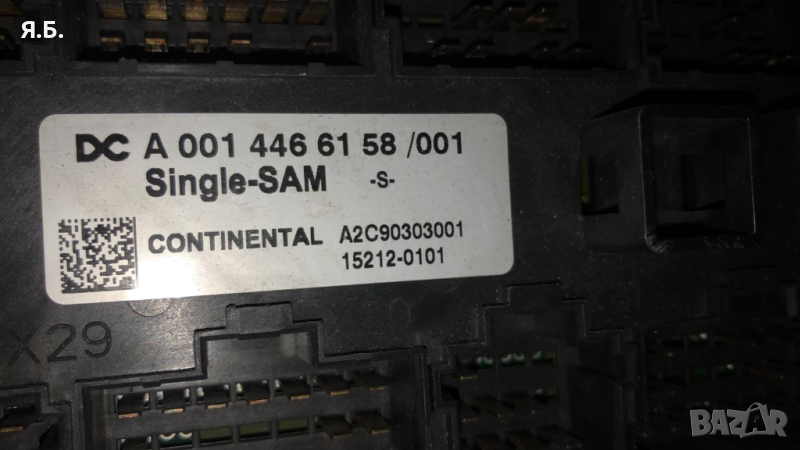 Я.Б.
DC A 001 446 61 58 /001
Single-SAM -S-
CONTINENTAL A2C90303001
15212-0101
X29
BAZAR